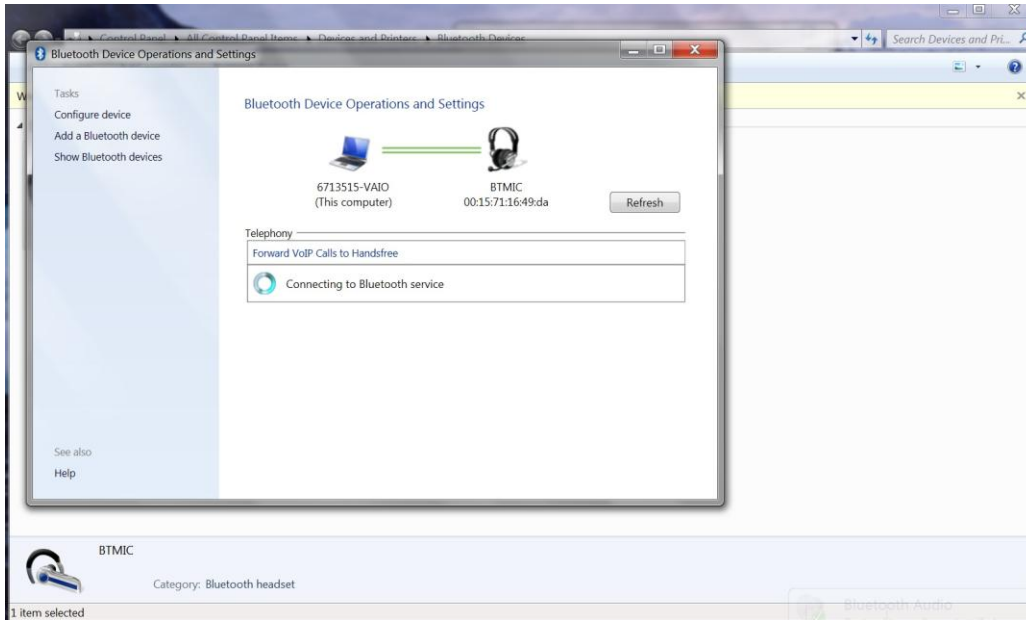 Control Panel ▸ All Control Panel Items ▸ Devices and Printers ▸ Bluetooth Devices
Search Devices and Pri...
Bluetooth Device Operations and Settings
W
Tasks
Configure device
Add a Bluetooth device
Show Bluetooth devices
Bluetooth Device Operations and Settings
6713515-VAIO
(This computer)
BTMIC
00:15:71:16:49:da
Refresh
Telephony
Forward VoIP Calls to Handsfree
Connecting to Bluetooth service
See also
Help
BTMIC
Category: Bluetooth headset
1 item selected
Bluetooth Audio